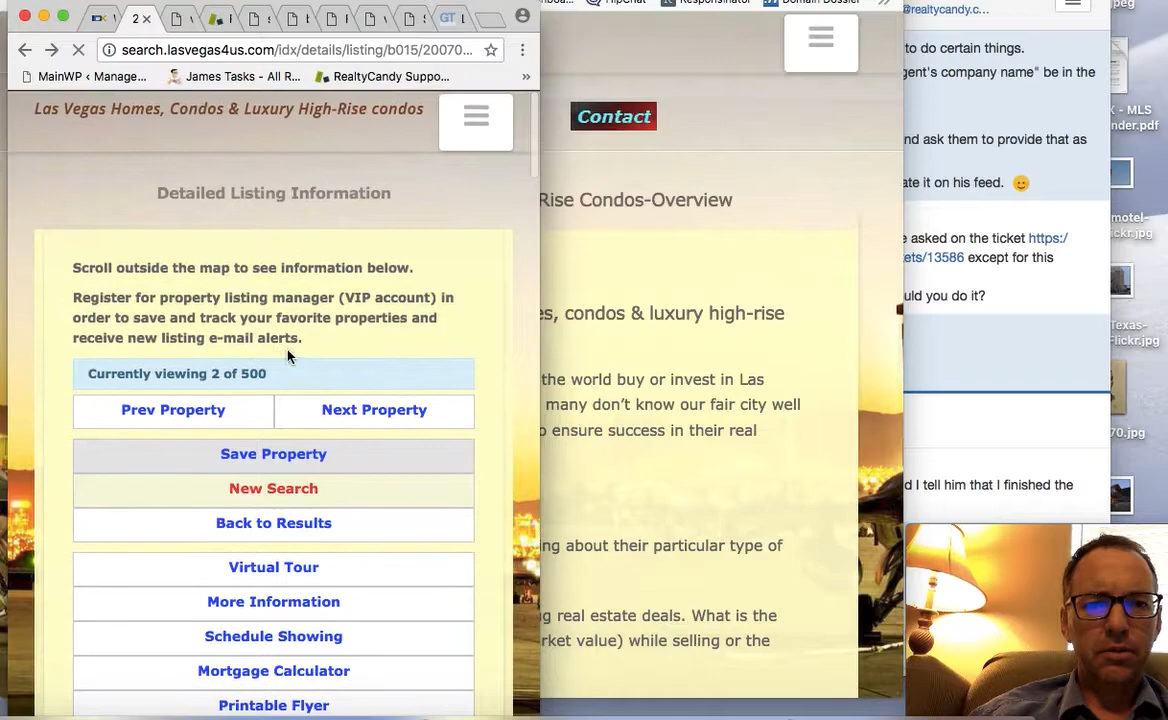 2
GT
search.lasvegas4us.com/idx/details/listing/b015/20070...
MainWP ‹ Manage...
James Tasks - All R...
RealtyCandy Suppo...
Las Vegas Homes, Condos & Luxury High-Rise condos
Detailed Listing Information
Scroll outside the map to see information below.
Register for property listing manager (VIP account) in
order to save and track your favorite properties and
receive new listing e-mail alerts.
Currently viewing 2 of 500
Prev Property
Next Property
Save Property
New Search
Back to Results
Virtual Tour
More Information
Schedule Showing
Mortgage Calculator
Printable Flyer
Contact
Rise Condos-Overview
es, condos & luxury high-rise
the world buy or invest in Las
many don’t know our fair city well
o ensure success in their real
ng about their particular type of
g real estate deals. What is the
rket value) while selling or the
@realtycandy.c...
to do certain things.
gent's company name" be in the
nd ask them to provide that as
ate it on his feed.
e asked on the ticket https:/
ets/13586 except for this
uld you do it?
d I tell him that I finished the
jpeg
X - MLS
nder.pdf
motel-
ickr.jpg
Texas-
Flickr.jpg
70.jpg